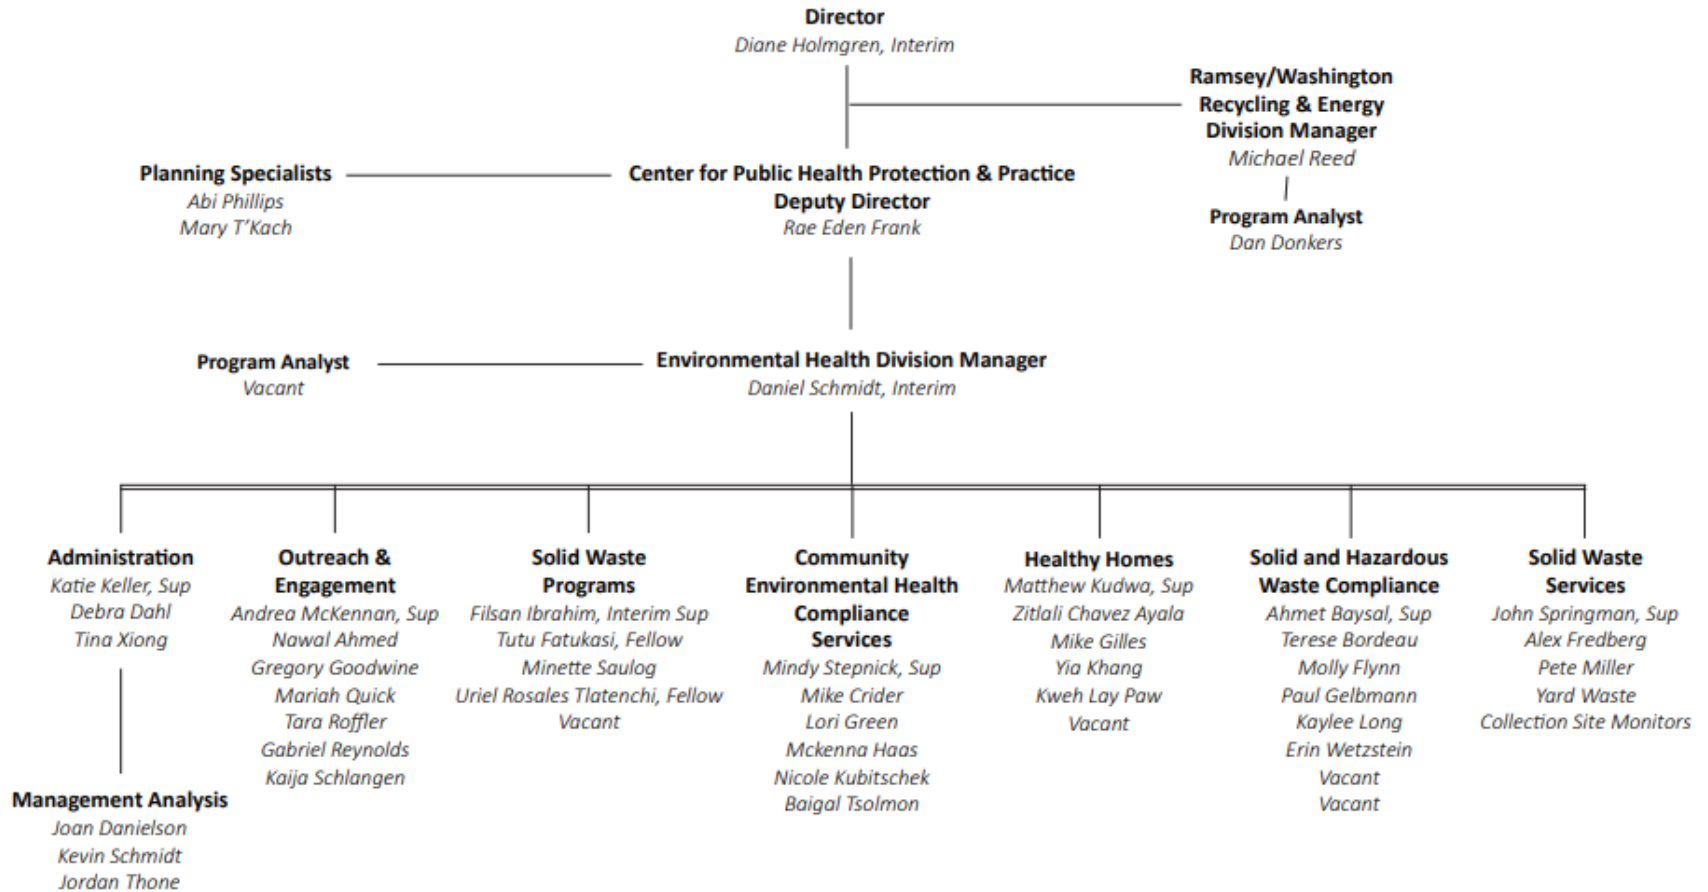 Director
Diane Holmgren, Interim
Ramsey/Washington
Recycling & Energy
Division Manager
Michael Reed
Program Analyst
Dan Donkers
Planning Specialists
Abi Phillips
Mary T’Kach
Center for Public Health Protection & Practice
Deputy Director
Rae Eden Frank
Program Analyst
Vacant
Environmental Health Division Manager
Daniel Schmidt, Interim
Administration
Katie Keller, Sup
Debra Dahl
Tina Xiong
Management Analysis
Joan Danielson
Kevin Schmidt
Jordan Thone
Outreach &
Engagement
Andrea McKennan, Sup
Nawal Ahmed
Gregory Goodwine
Mariah Quick
Tara Roffler
Gabriel Reynolds
Kaija Schlangen
Solid Waste
Programs
Filsan Ibrahim, Interim Sup
Tutu Fatukasi, Fellow
Minette Saulog
Uriel Rosales Tlatenchi, Fellow
Vacant
Community
Environmental Health
Compliance
Services
Mindy Stepnick, Sup
Mike Crider
Lori Green
Mckenna Haas
Nicole Kubitschek
Baigal Tsolmon
Healthy Homes
Matthew Kudwa, Sup
Zitlali Chavez Ayala
Mike Gilles
Yia Khang
Kweh Lay Paw
Vacant
Solid and Hazardous
Waste Compliance
Ahmet Baysal, Sup
Terese Bordeau
Molly Flynn
Paul Gelbmann
Kaylee Long
Erin Wetzstein
Vacant
Vacant
Solid Waste
Services
John Springman, Sup
Alex Fredberg
Pete Miller
Yard Waste
Collection Site Monitors